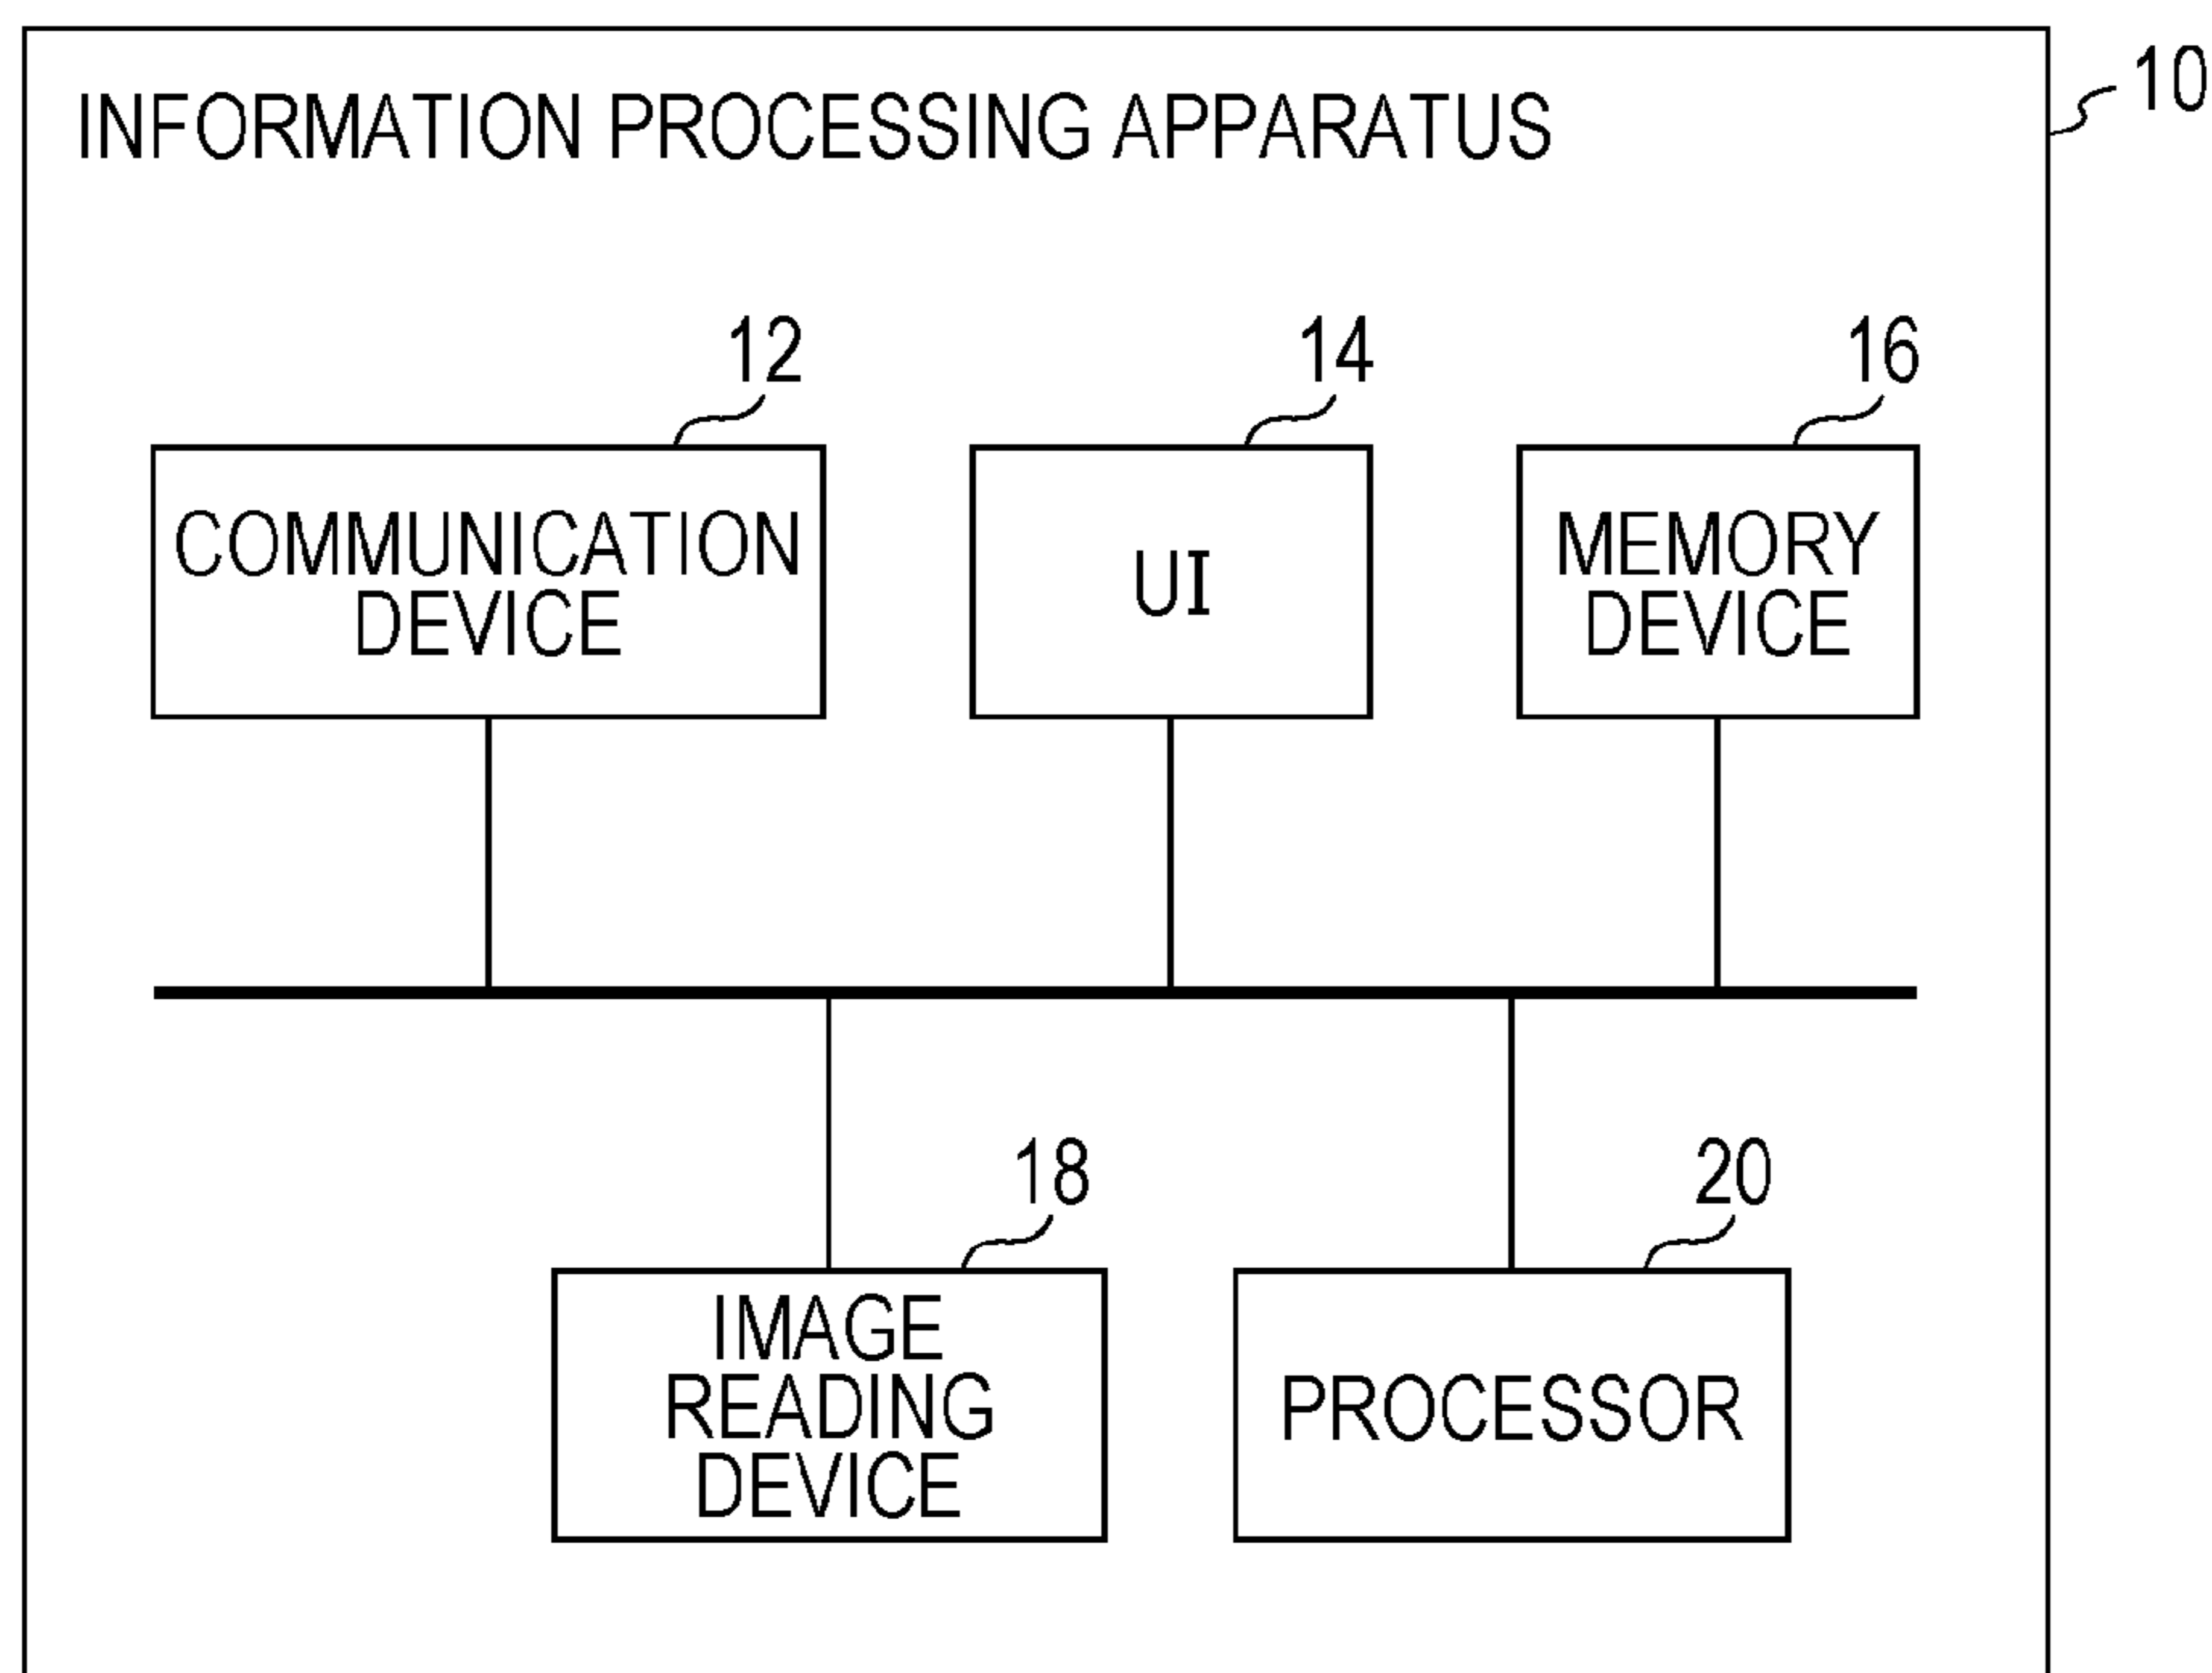 INFORMATION PROCESSING APPARATUS
10
12
14
16
COMMUNICATION
DEVICE
UI
MEMORY
DEVICE
18
20
IMAGE
READING
DEVICE
PROCESSOR